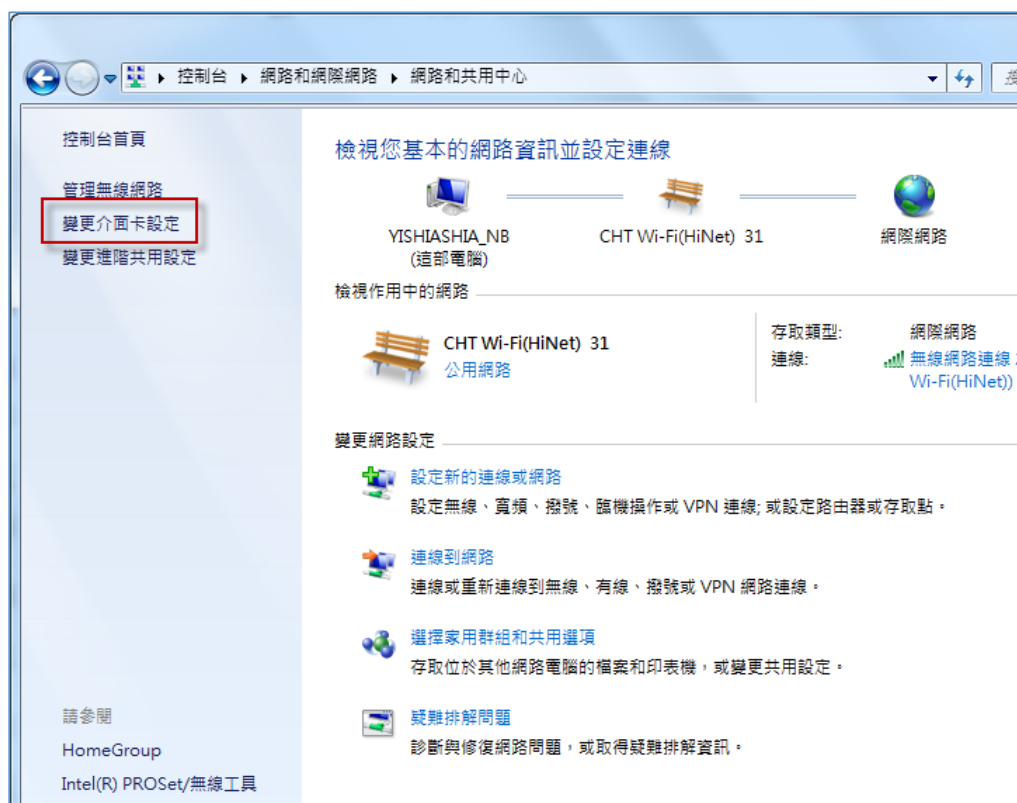 控制台 ▸ 網路和網際網路 ▸ 網路和共用中心
控制台首頁
管理無線網路
變更介面卡設定
變更進階共用設定
檢視您基本的網路資訊並設定連線
YISHIASHIA_NB
(這部電腦)
CHT Wi-Fi(HiNet) 31
網際網路
檢視作用中的網路
CHT Wi-Fi(HiNet) 31
公用網路
存取類型: 網際網路
連線: 無線網路連線
Wi-Fi(HiNet))
變更網路設定
設定新的連線或網路
設定無線、寬頻、撥號、臨機操作或 VPN 連線; 或設定路由器或存取點。
連線到網路
連線或重新連線到無線、有線、撥號或 VPN 網路連線。
選擇家用群組和共用選項
存取位於其他網路電腦的檔案和印表機，或變更共用設定。
疑難排解問題
診斷與修復網路問題，或取得疑難排解資訊。
請參閱
HomeGroup
Intel(R) PROSet/無線工具